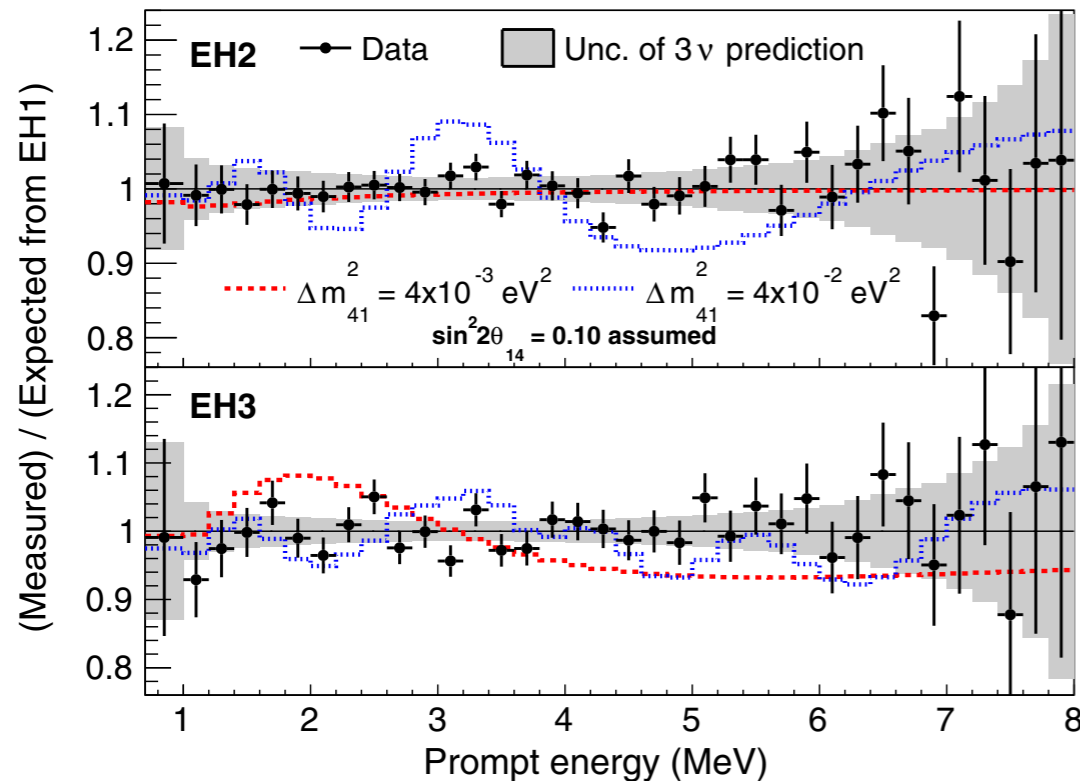 EH2 Data Unc. of 3 ν prediction
1.2
1.1
1
0.9
0.8
Δm²₄₁ = 4x10⁻³ eV² Δm²₄₁ = 4x10⁻² eV²
sin²2θ₁₄ = 0.10 assumed
EH3
1.2
1.1
1
0.9
0.8
1 2 3 4 5 6 7 8
Prompt energy (MeV)
(Measured) / (Expected from EH1)